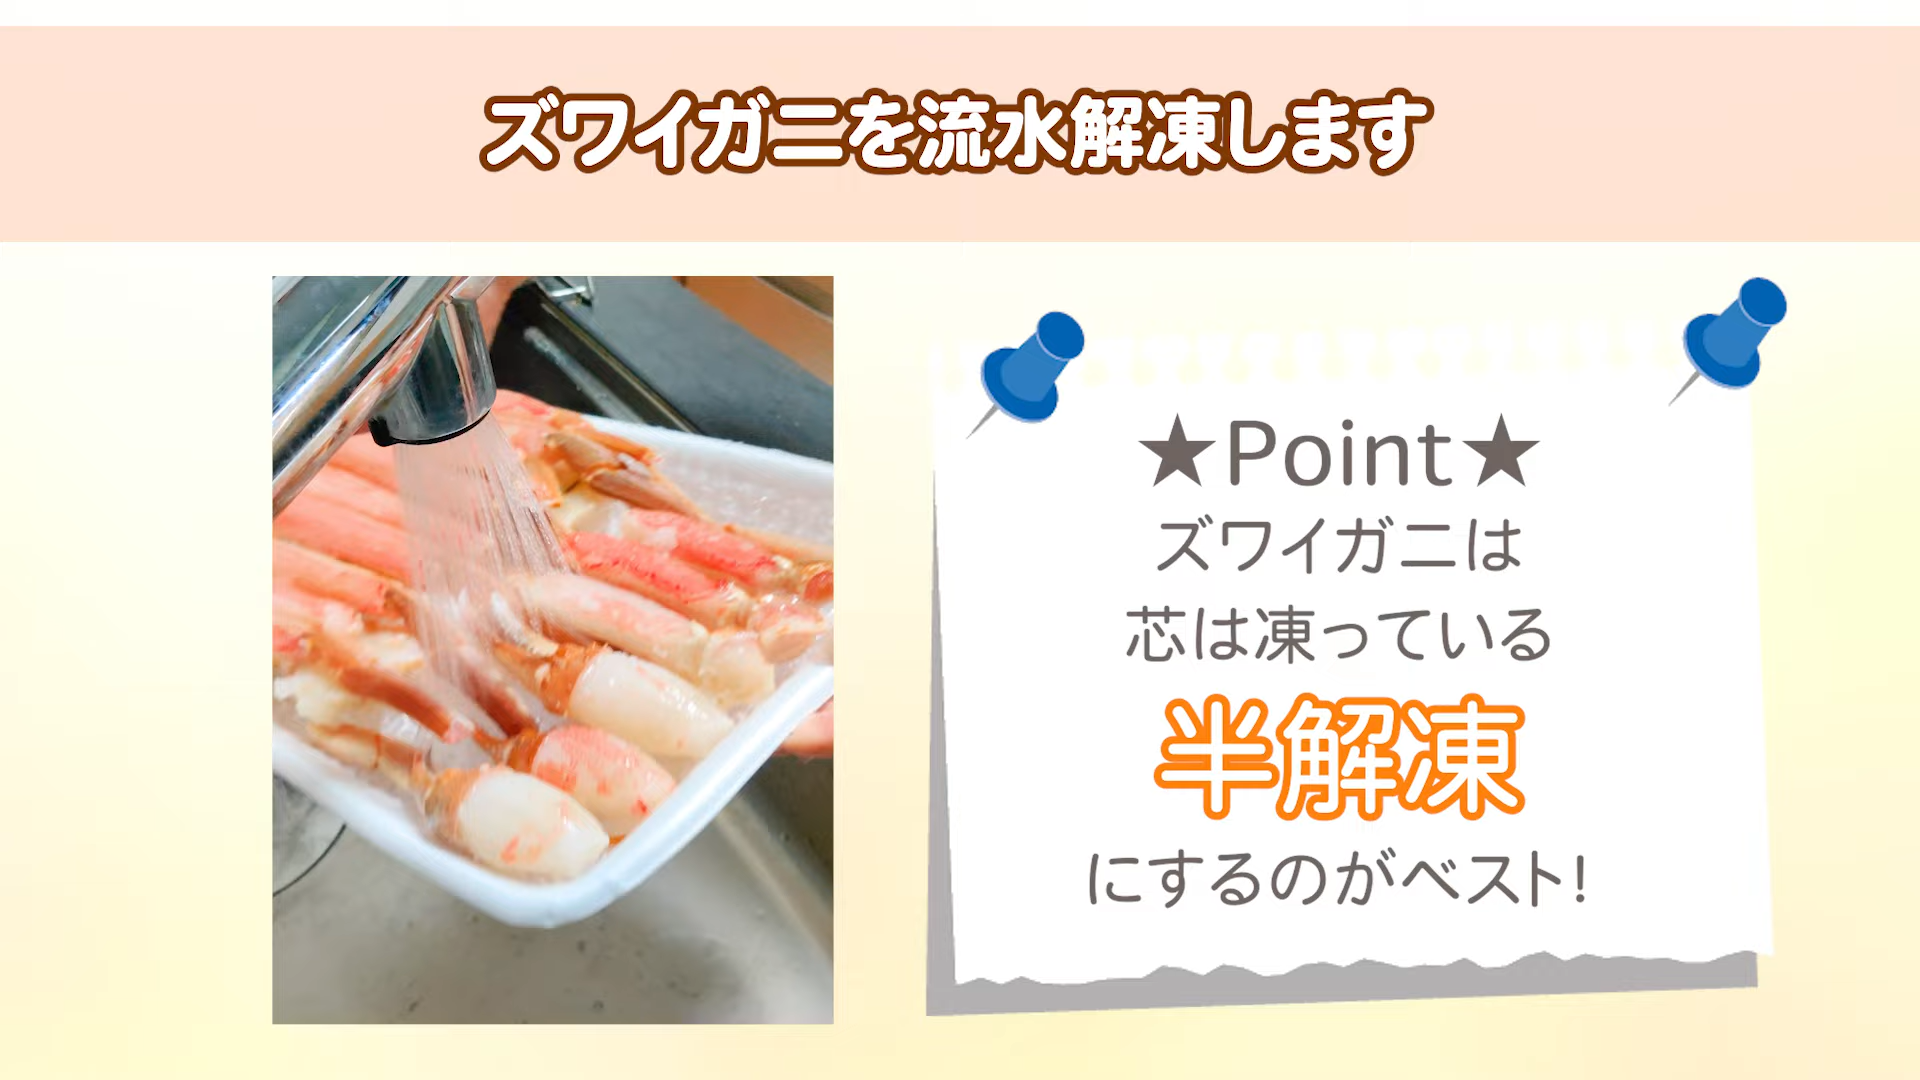 ズワイガニを流水解凍します
★Point★
ズワイガニは
芯は凍っている
半解凍
にするのがベスト!